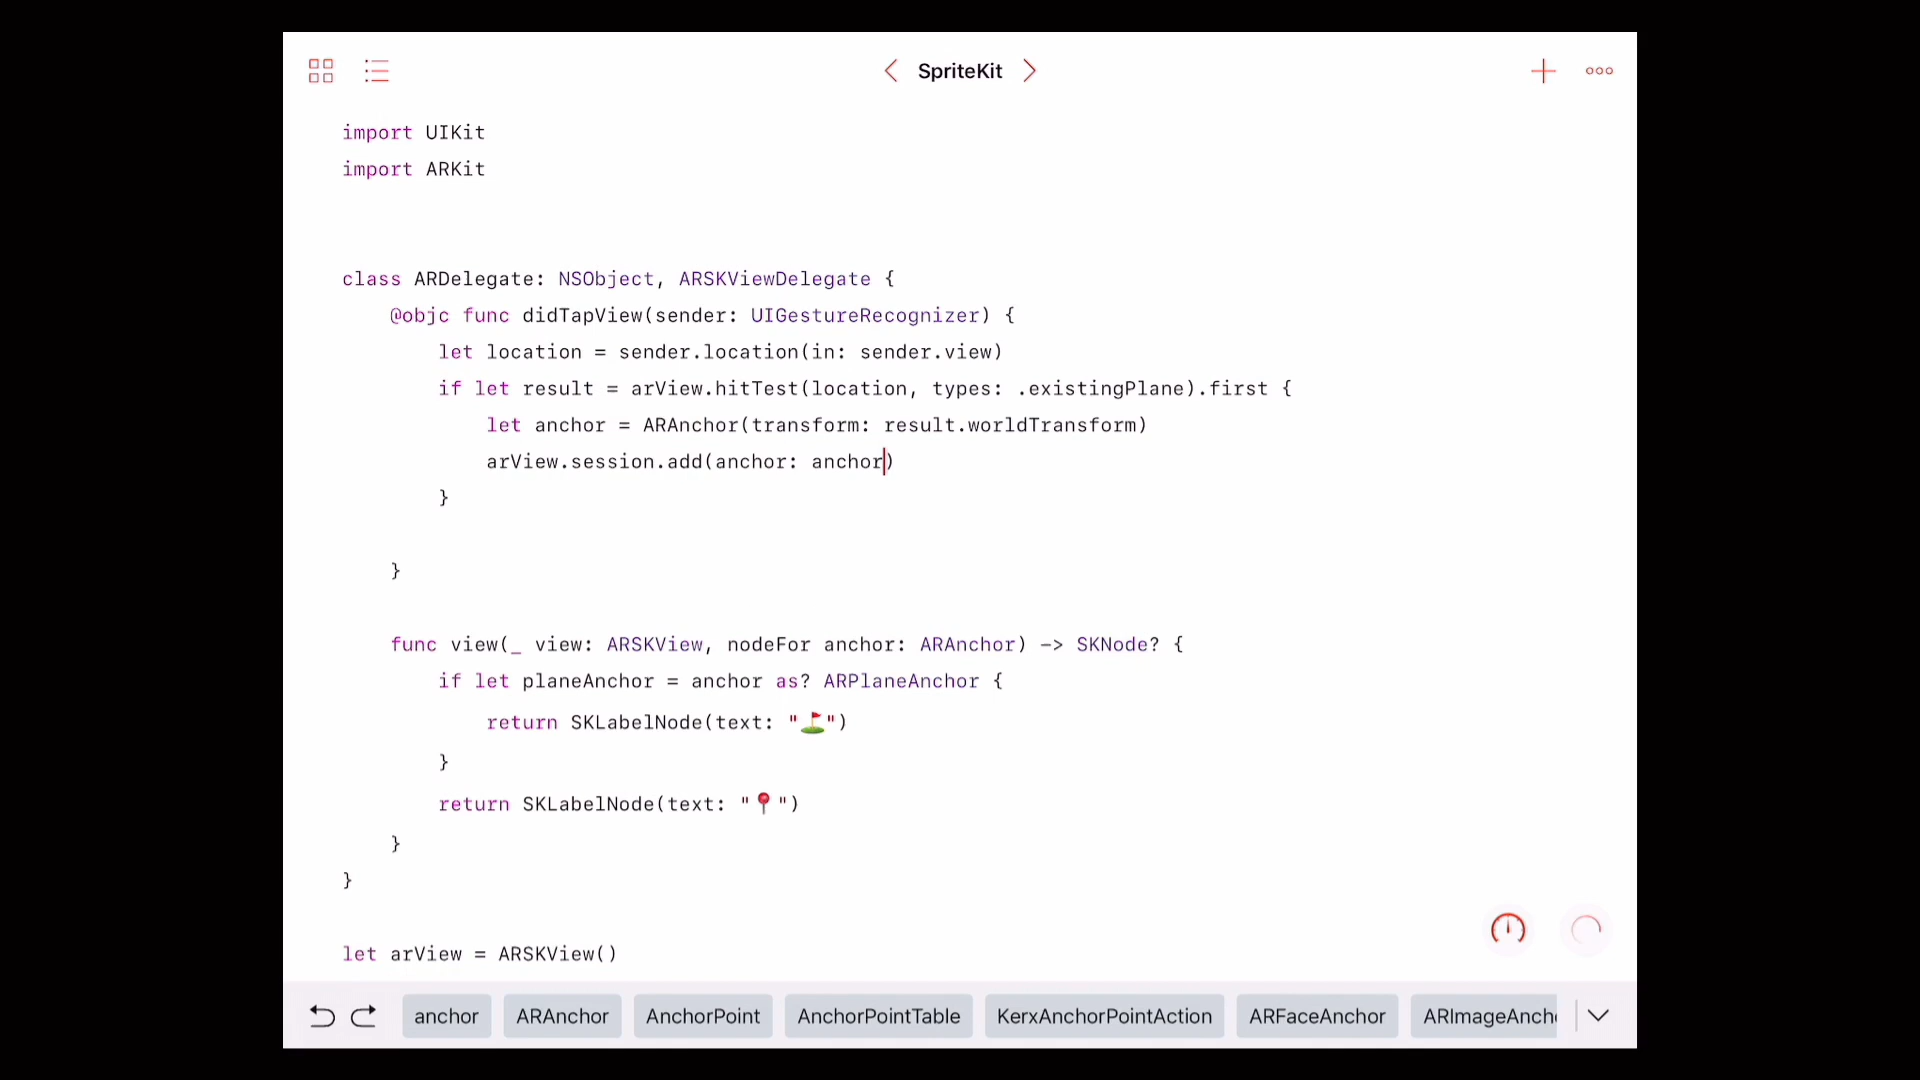 SpriteKit
import UIKit
import ARKit
class ARDelegate: NSObject, ARSKViewDelegate {
@objc func didTapView(sender: UIGestureRecognizer) {
let location = sender.location(in: sender.view)
if let result = arView.hitTest(location, types: .existingPlane).first {
let anchor = ARAnchor(transform: result.worldTransform)
arView.session.add(anchor: anchor)
}
}
func view(_ view: ARSKView, nodeFor anchor: ARAnchor) -> SKNode? {
if let planeAnchor = anchor as? ARPlaneAnchor {
return SKLabelNode(text: "⛳")
}
return SKLabelNode(text: "📍")
}
}
let arView = ARSKView()
anchor ARAnchor AnchorPoint AnchorPointTable KerxAnchorPointAction ARFaceAnchor ARImageAnch